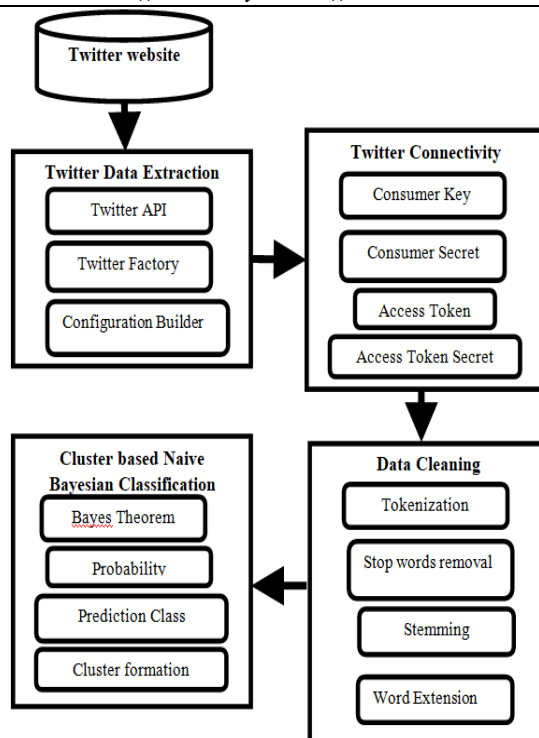 Twitter website
Twitter Data Extraction
Twitter API
Twitter Factory
Configuration Builder
Twitter Connectivity
Consumer Key
Consumer Secret
Access Token
Access Token Secret
Data Cleaning
Tokenization
Stop words removal
Stemming
Word Extension
Cluster based Naive
Bayesian Classification
Bayes Theorem
Probability
Prediction Class
Cluster formation